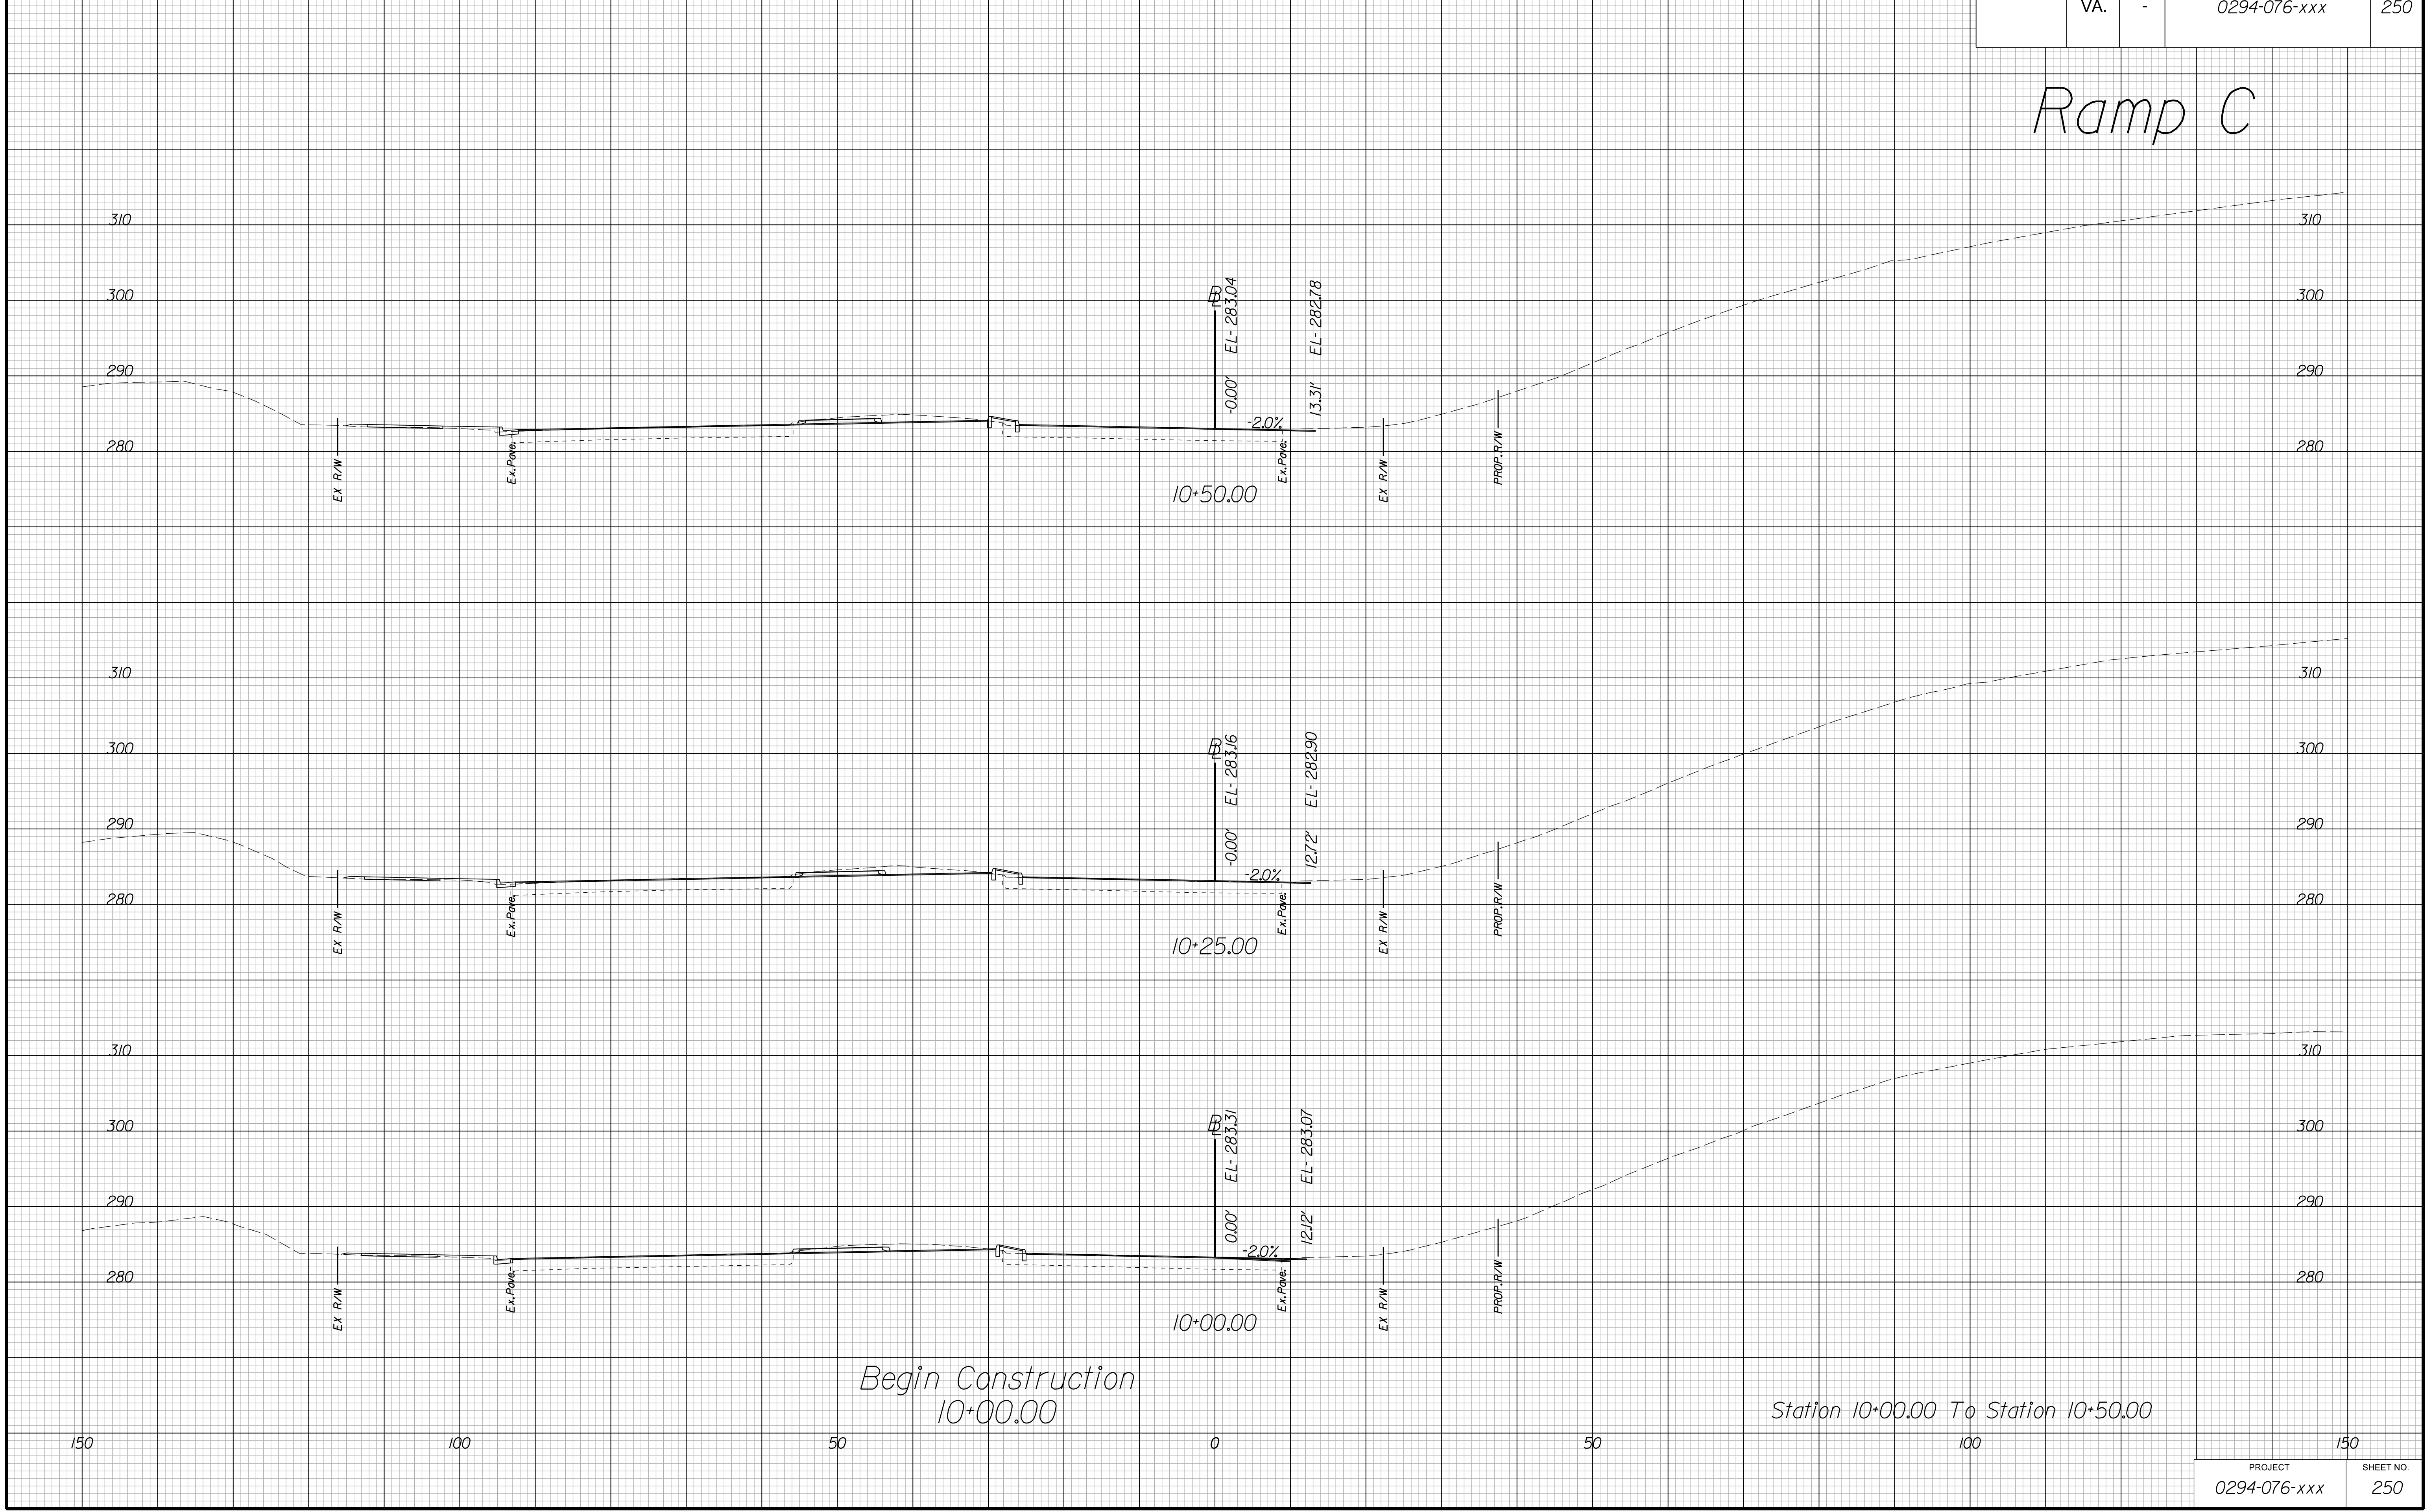 VA. - 0294-076-xxx 250
Ramp C
310 310
300 300
290 290
280 280
B EL- 283.04 EL- 282.78
-0.00' 13.31'
-2.0%
EX R/W Ex.Pave. Ex.Pave. EX R/W PROP.R/W
10+50.00
310 310
300 300
290 290
280 280
B EL- 283.16 EL- 282.90
-0.00' 12.72'
-2.0%
EX R/W Ex.Pave. Ex.Pave. EX R/W PROP.R/W
10+25.00
310 310
300 300
290 290
280 280
B EL- 283.31 EL- 283.07
0.00' 12.12'
-2.0%
EX R/W Ex.Pave. Ex.Pave. EX R/W PROP.R/W
10+00.00
Begin Construction
10+00.00
Station 10+00.00 To Station 10+50.00
150 100 50 0 50 100 150
PROJECT SHEET NO.
0294-076-xxx 250